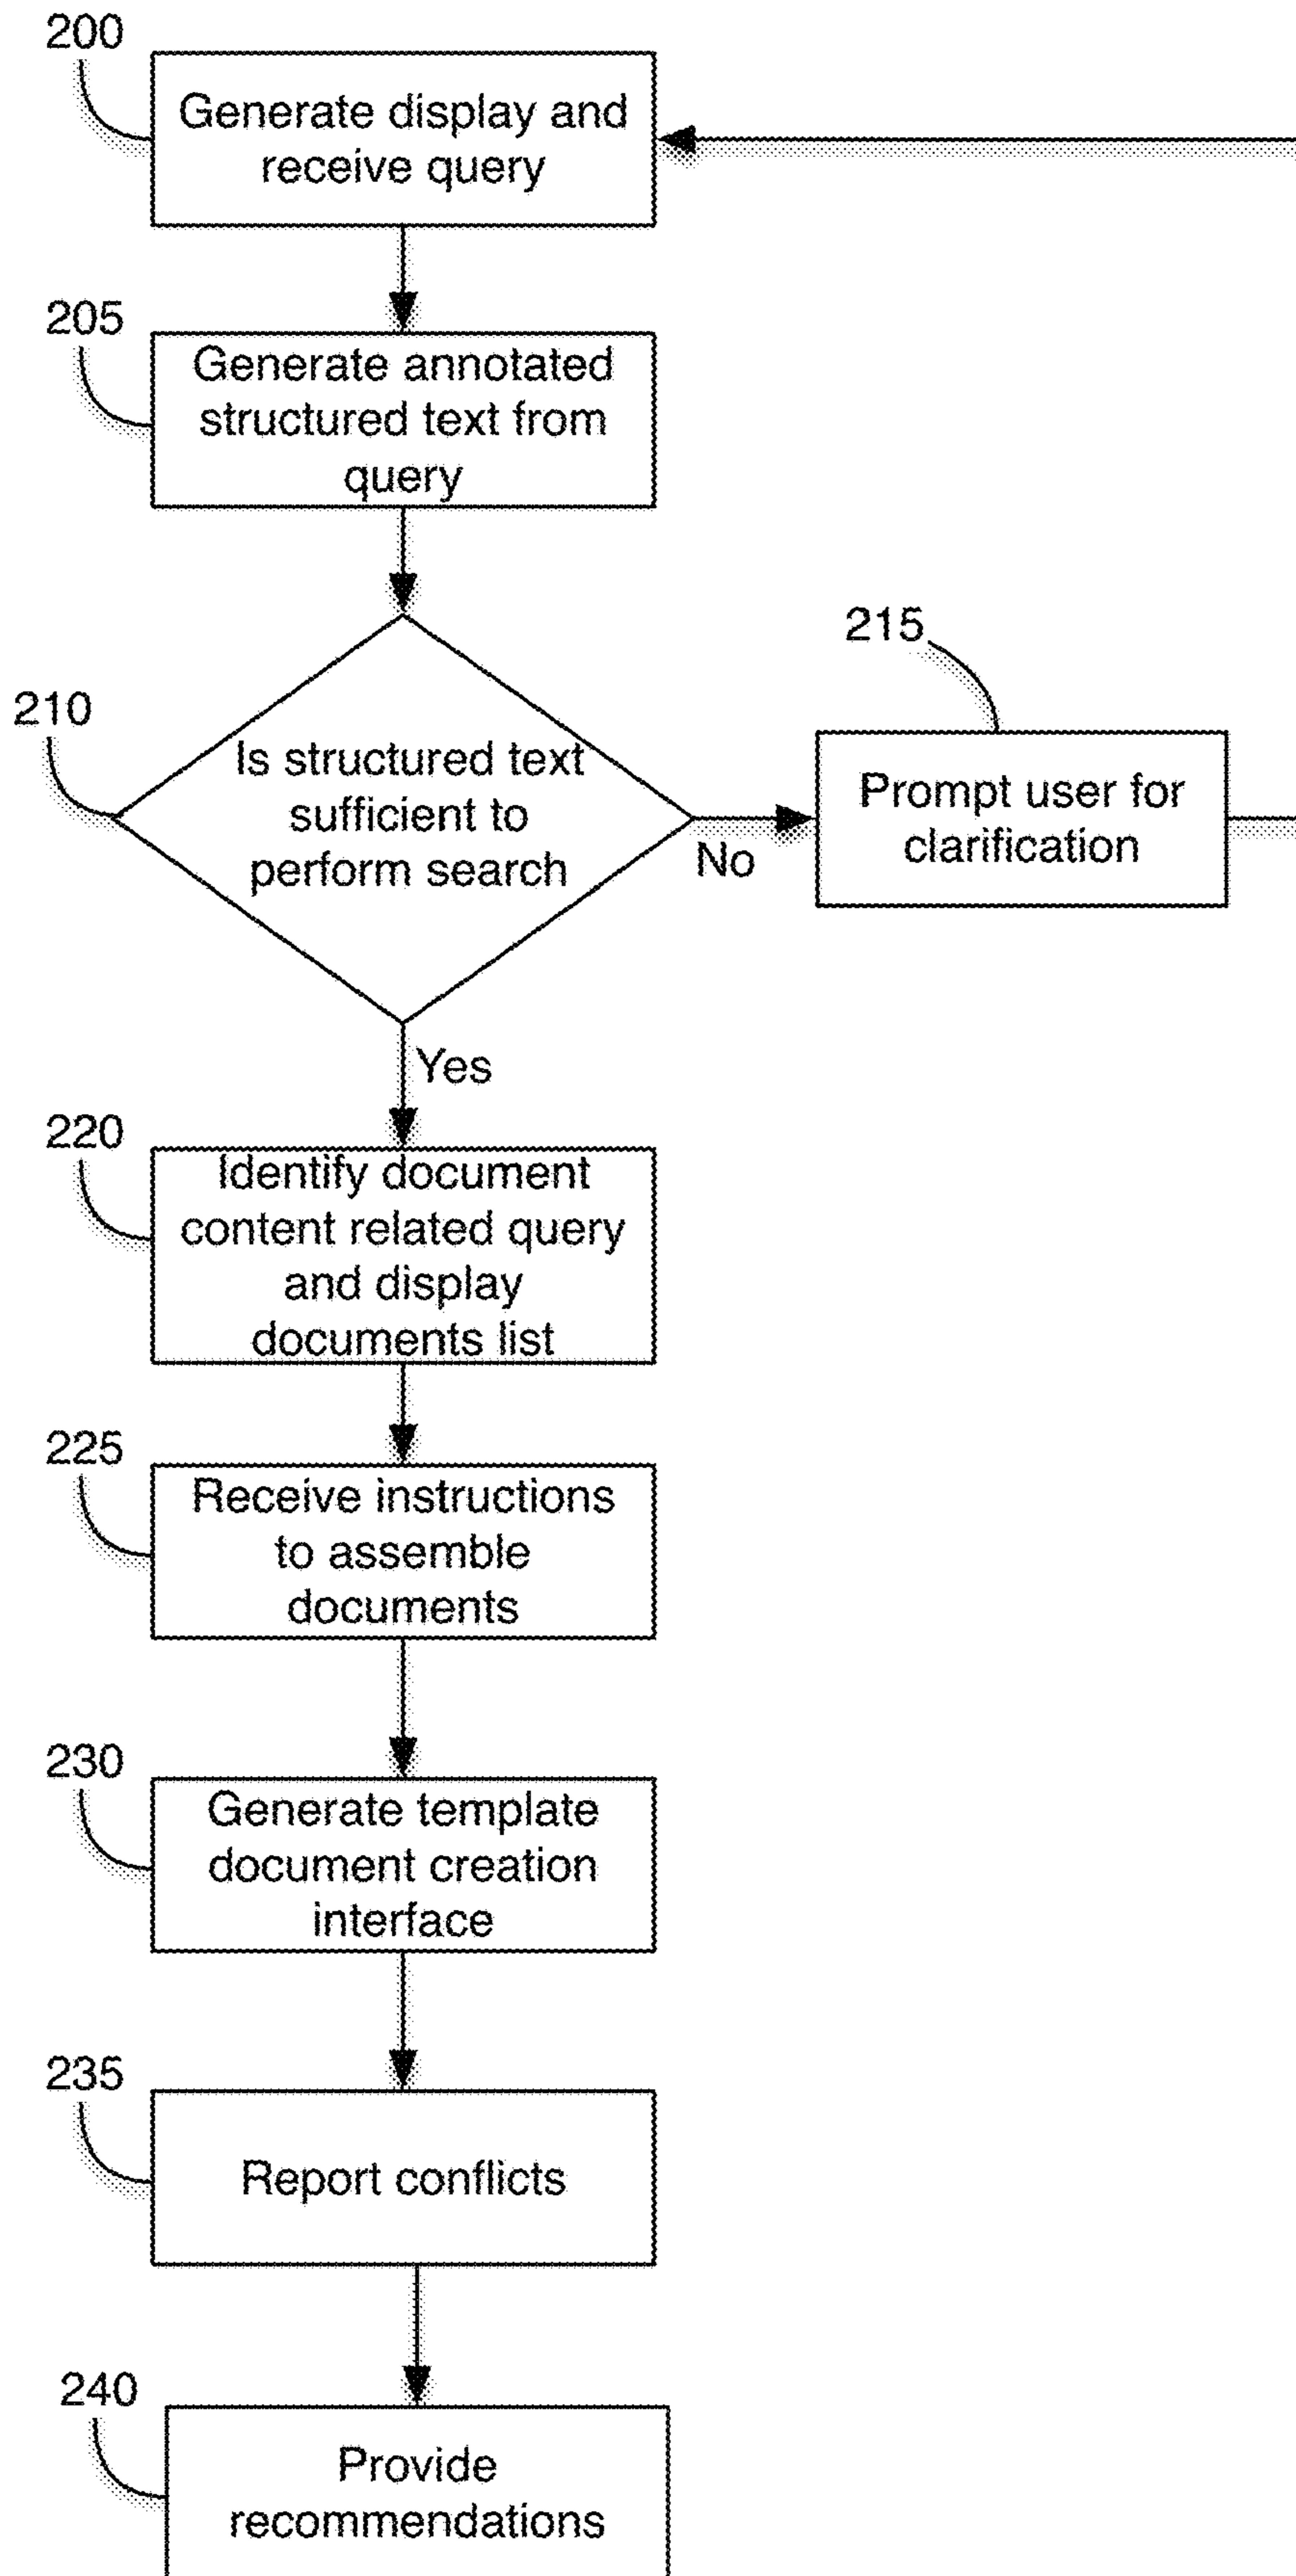 200
Generate display and
receive query
205
Generate annotated
structured text from
query
210
Is structured text
sufficient to
perform search
215
Prompt user for
clarification
No
Yes
220
Identify document
content related query
and display
documents list
225
Receive instructions
to assemble
documents
230
Generate template
document creation
interface
235
Report conflicts
240
Provide
recommendations